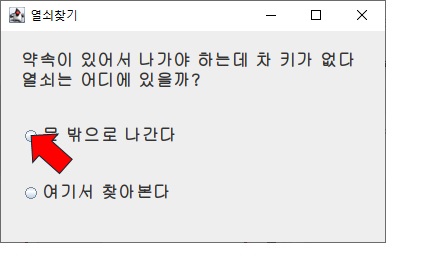 열쇠찾기
약속이 있어서 나가야 하는데 차 키가 없다
열쇠는 어디에 있을까?
밖으로 나간다
여기서 찾아본다